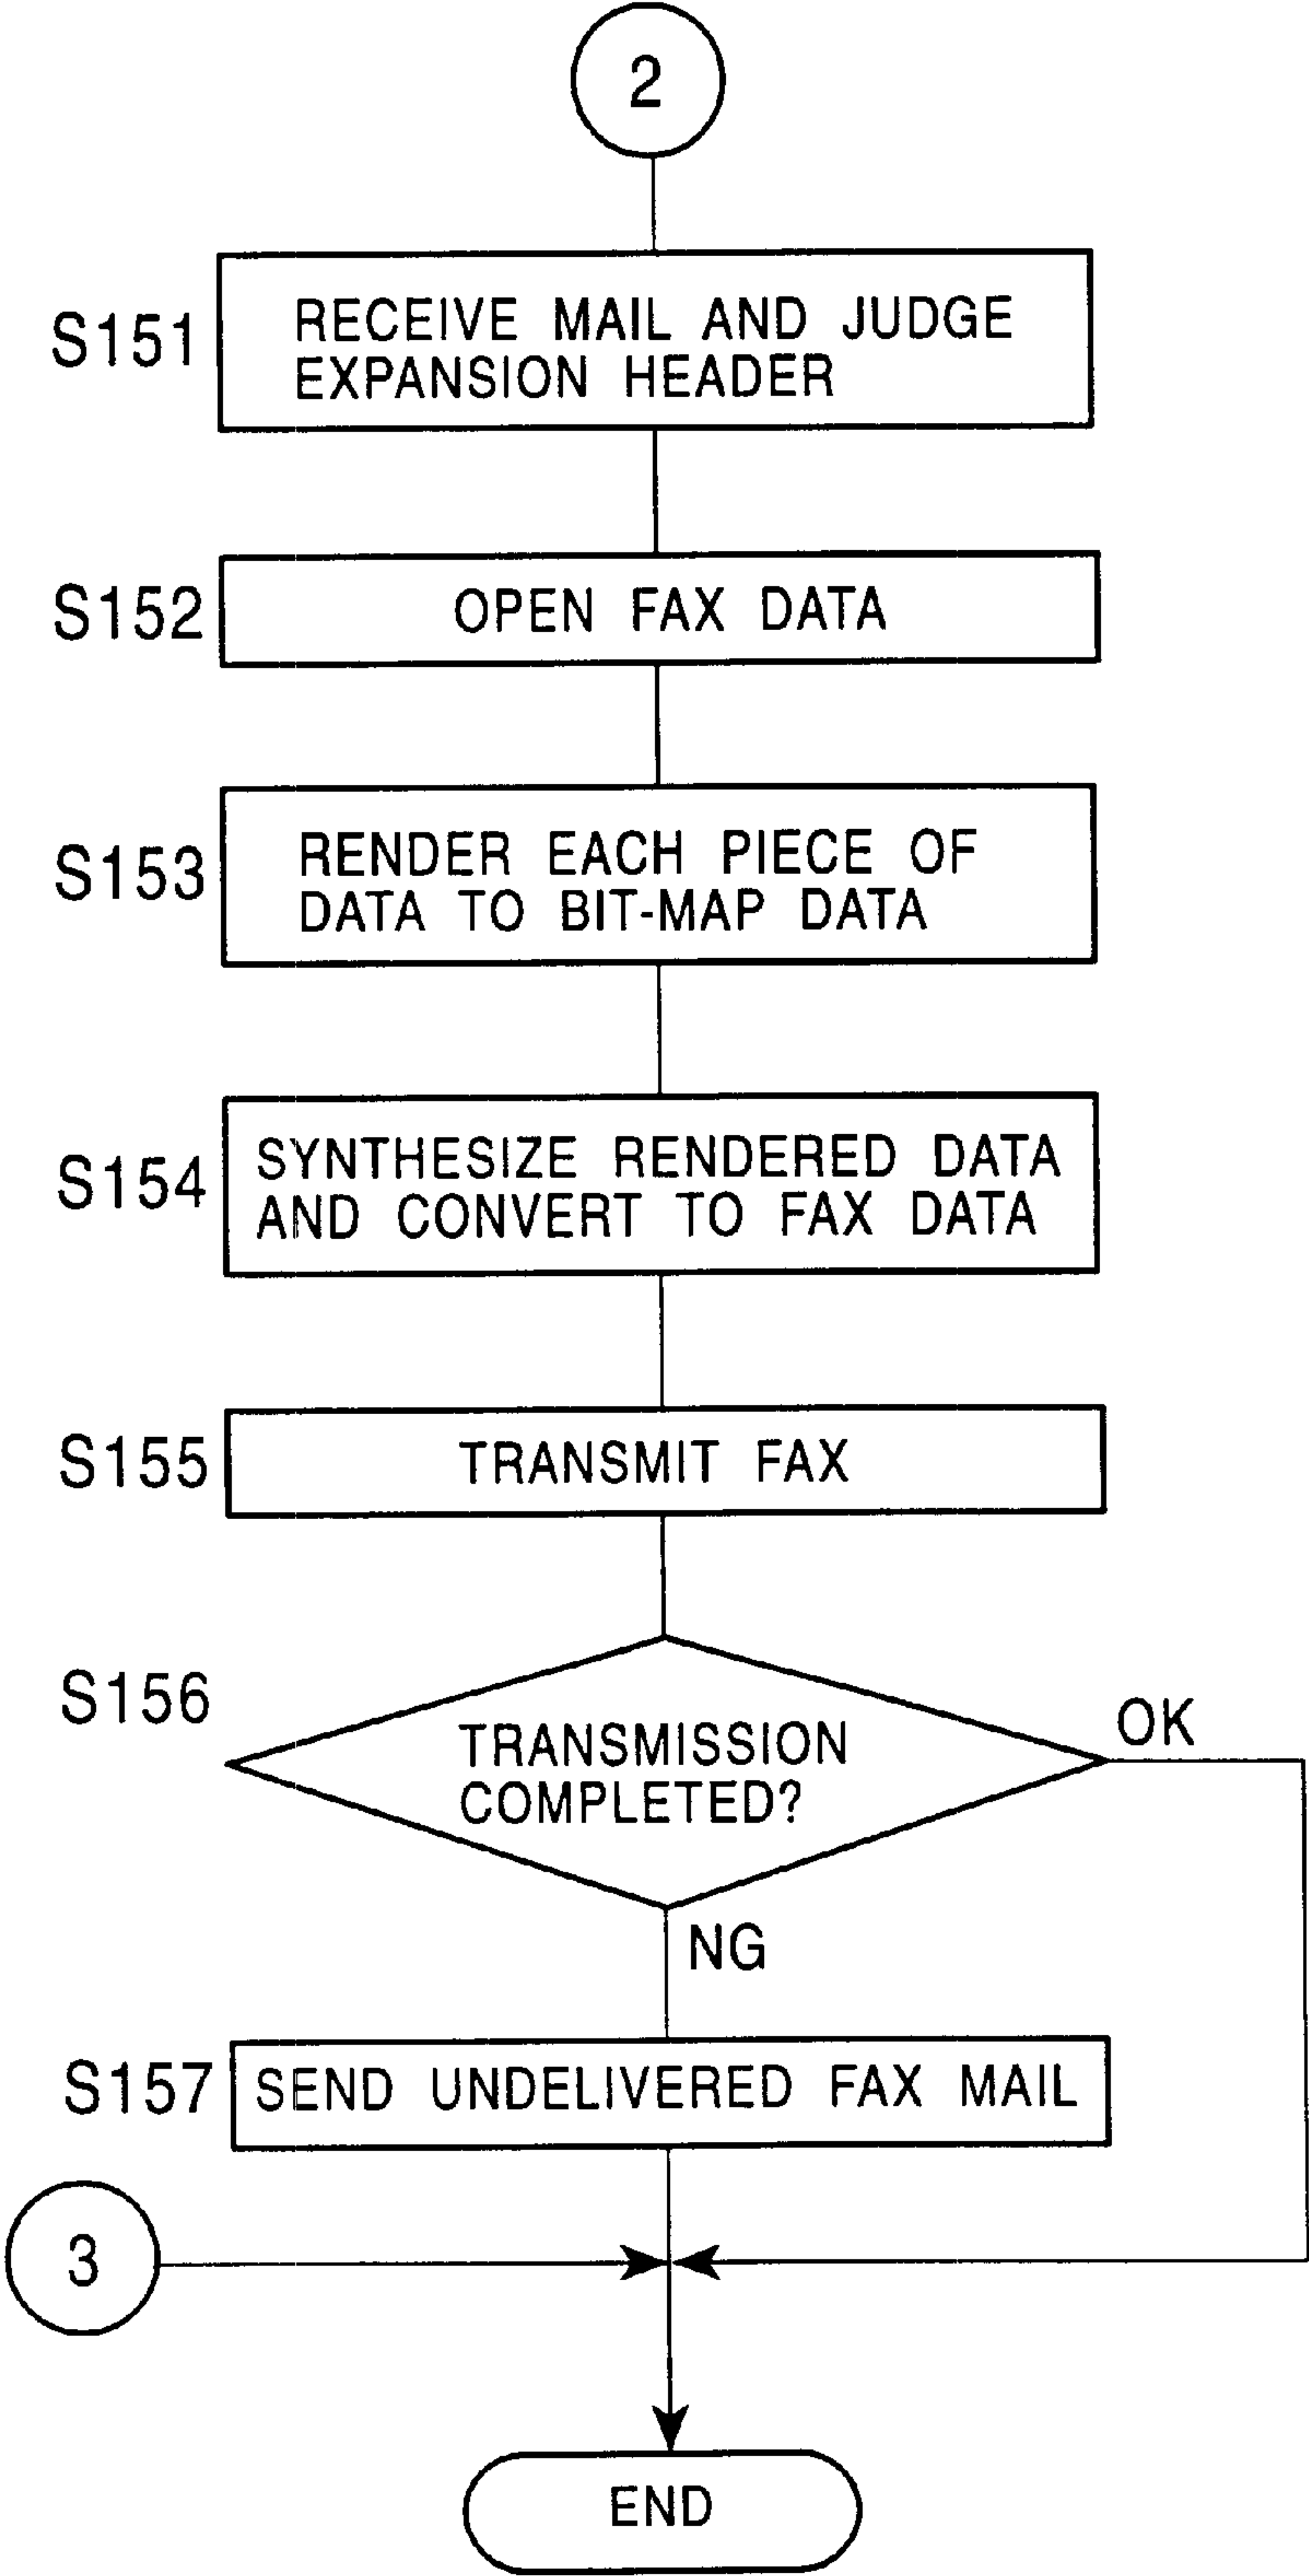 2
S151
RECEIVE MAIL AND JUDGE
EXPANSION HEADER
S152
OPEN FAX DATA
S153
RENDER EACH PIECE OF
DATA TO BIT-MAP DATA
S154
SYNTHESIZE RENDERED DATA
AND CONVERT TO FAX DATA
S155
TRANSMIT FAX
S156
TRANSMISSION
COMPLETED?
OK
NG
S157
SEND UNDELIVERED FAX MAIL
3
END